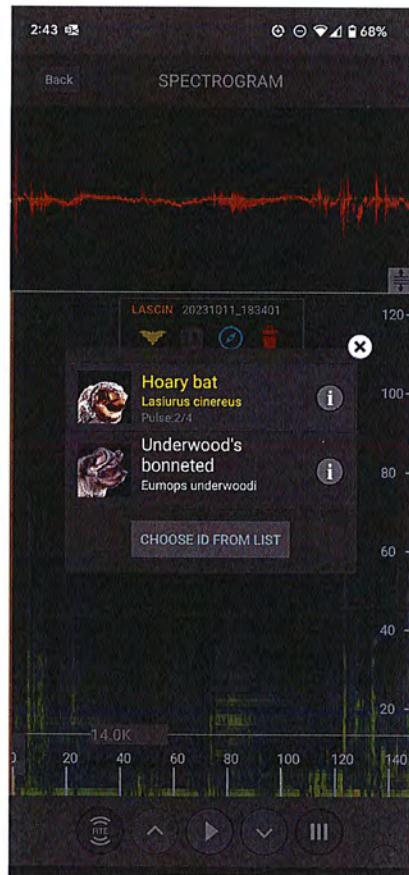 2:43 68%
Back SPECTROGRAM
LASCIN 20231011_183401
120
Hoary bat
Lasiurus cinereus
Pulse:2/4
100
Underwood's
bonneted
Eumops underwoodi
80
CHOOSE ID FROM LIST
60
40
20
14.0K
0 20 40 60 80 100 120 140
RTE